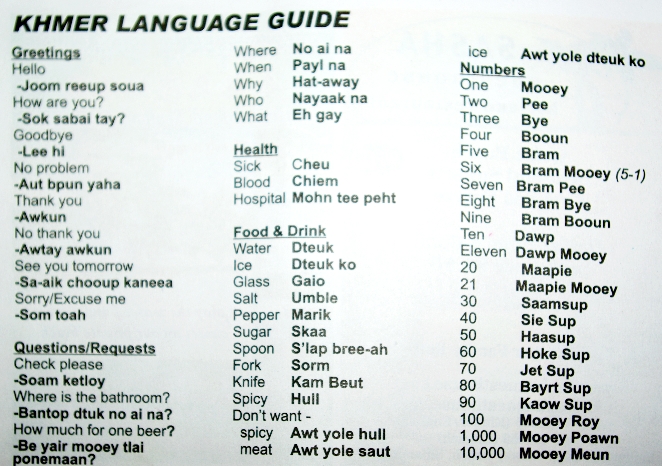 KHMER LANGUAGE GUIDE
Greetings
Hello
-Joom reeup soua
How are you?
-Sok sabai tay?
Goodbye
-Lee hi
No problem
-Aut bpun yaha
Thank you
-Awkun
No thank you
-Awtay awkun
See you tomorrow
-Sa-aik chooup kaneea
Sorry/Excuse me
-Som toah
Questions/Requests
Check please
-Soam ketloy
Where is the bathroom?
-Bantop dtuk no ai na?
How much for one beer?
-Be yair mooey tlai
ponemaan?
Where No ai na
When Payl na
Why Hat-away
Who Nayaak na
What Eh gay
Health
Sick Cheu
Blood Chiem
Hospital Mohn tee peht
Food & Drink
Water Dteuk
Ice Dteuk ko
Glass Gaio
Salt Umble
Pepper Marik
Sugar Skaa
Spoon S'lap bree-ah
Fork Sorm
Knife Kam Beut
Spicy Hull
Don't want -
spicy Awt yole hull
meat Awt yole saut
ice Awt yole dteuk ko
Numbers
One Mooey
Two Pee
Three Bye
Four Booun
Five Bram
Six Bram Mooey (5-1)
Seven Bram Pee
Eight Bram Bye
Nine Bram Booun
Ten Dawp
Eleven Dawp Mooey
20 Maapie
21 Maapie Mooey
30 Saamsup
40 Sie Sup
50 Haasup
60 Hoke Sup
70 Jet Sup
80 Bayrt Sup
90 Kaow Sup
100 Mooey Roy
1,000 Mooey Poawn
10,000 Mooey Meun